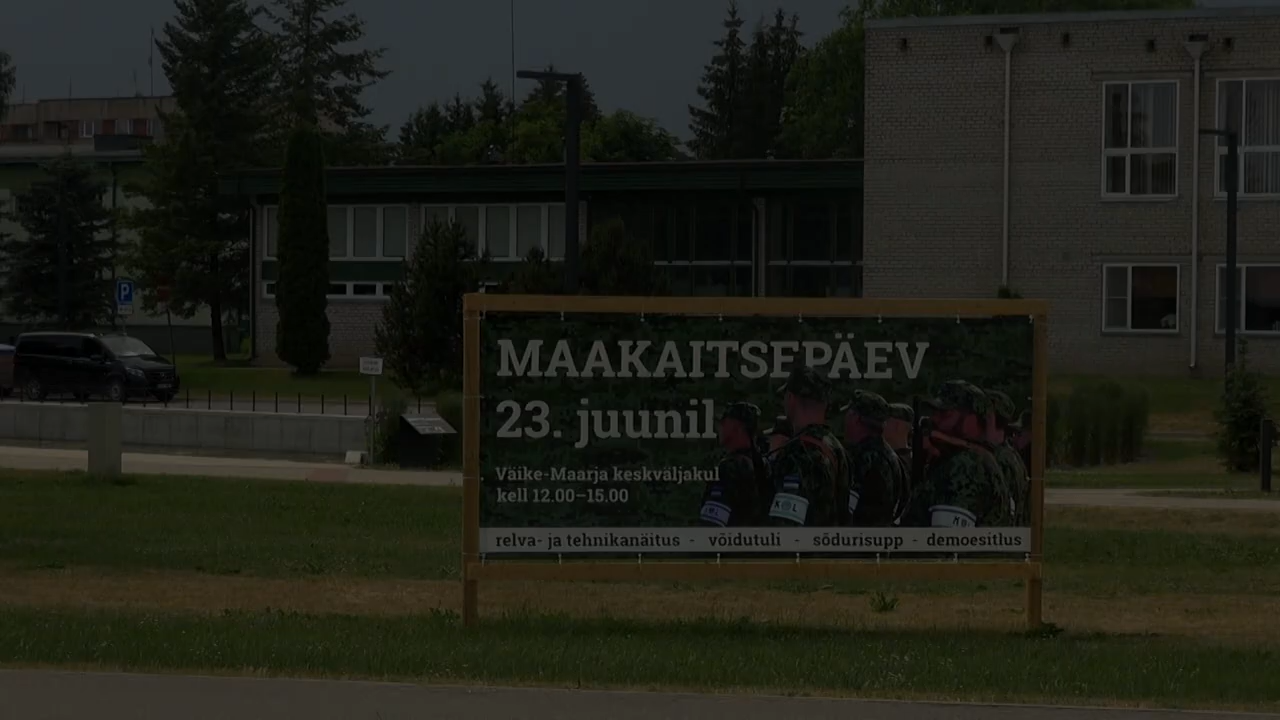 MAAKAITSEPÄEV
23. juunil
Väike-Maarja keskväljakul
kell 12.00–15.00
relva- ja tehnikanäitus - võidutuli - sõdurisupp - demoesitlus
P